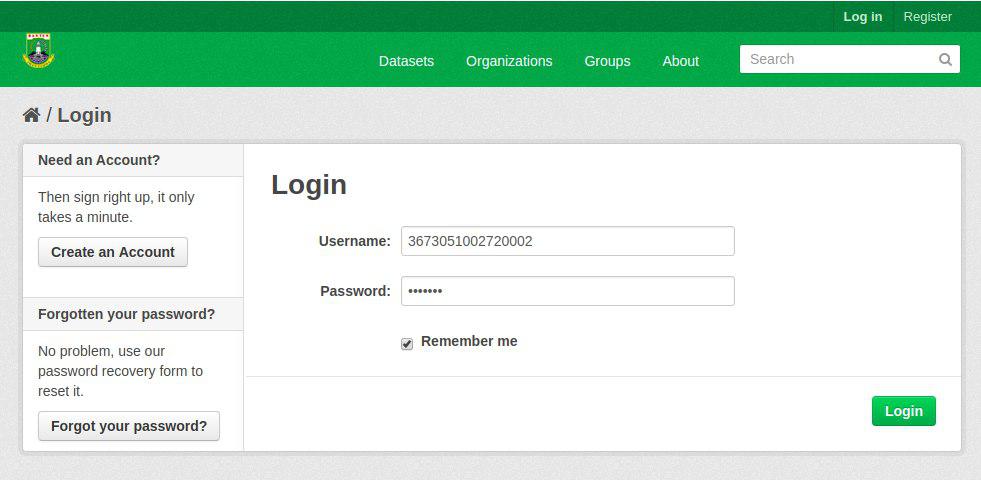 Log in
Register
BANTEN
Datasets
Organizations
Groups
About
Search
/ Login
Need an Account?
Then sign right up, it only
takes a minute.
Create an Account
Forgotten your password?
No problem, use our
password recovery form to
reset it.
Forgot your password?
Login
Username: 3673051002720002
Password: •••••••
Remember me
Login